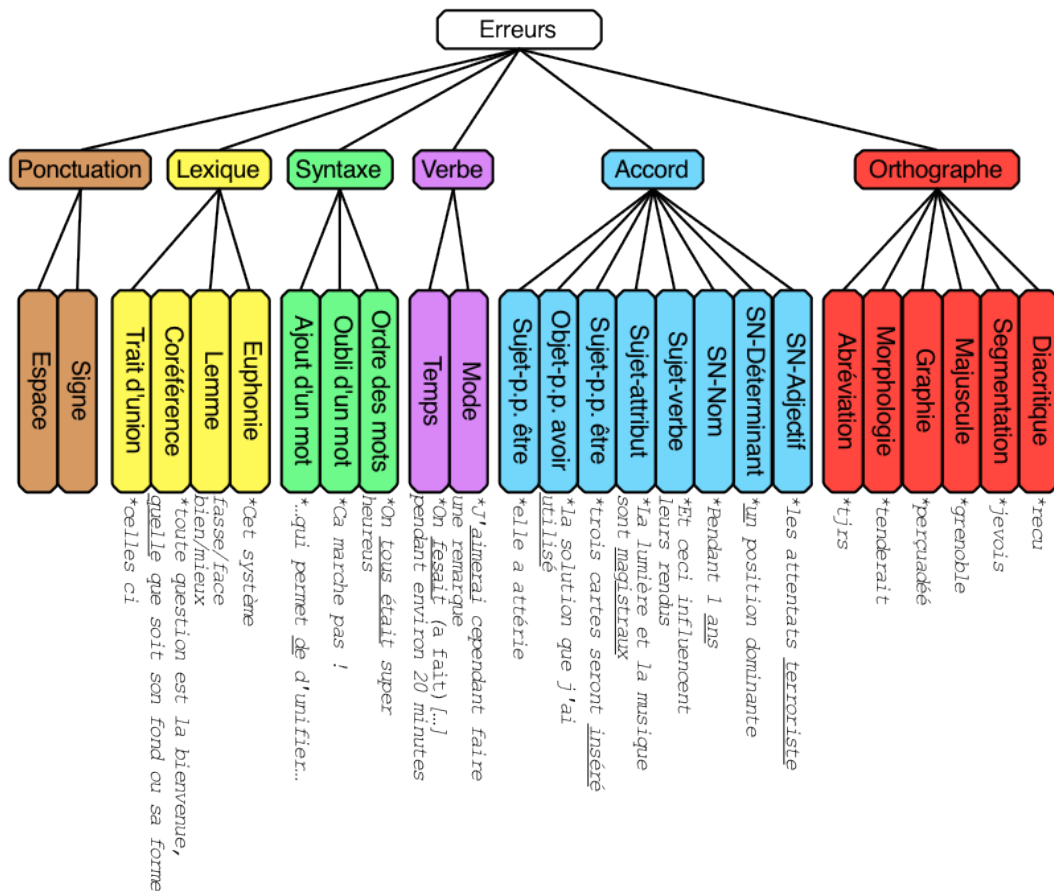 Erreurs
Ponctuation
Lexique
Syntaxe
Verbe
Accord
Orthographe
Espace
Signe
Trait d'union
Coréférence
Lemme
Euphonie
Ajout d'un mot
Oubli d'un mot
Ordre des mots
Temps
Mode
Sujet-p.p. être
Objet-p.p. avoir
Sujet-p.p. être
Sujet-attribut
Sujet-verbe
SN-Nom
SN-Déterminant
SN-Adjectif
Abréviation
Morphologie
Graphie
Majuscule
Segmentation
Diacritique
*celles ci
*toute question est la bienvenue,
quelle que soit son fond ou sa forme
fasse/face
bien/mieux
*Cet système
*…qui permet de d'unifier…
*Ca marche pas !
*On tous était super
heureus
*On fesait (a fait) […]
pendant environ 20 minutes
*J'aimerai cependant faire
une remarque
*elle a attérie
*la solution que j'ai
utilisé
*trois cartes seront inséré
*La lumière et la musique
sont magistraux
*Et ceci influencent
leurs rendus
*Pendant 1 ans
*un position dominante
*les attentats terroriste
*tjrs
*tenderait
*perçuadéé
*grenoble
*jevois
*recu